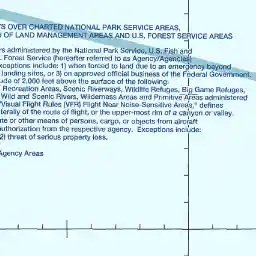 S OVER CHARTED NATIONAL PARK SERVICE AREAS,
OF LAND MANAGEMENT AREAS AND U.S. FOREST SERVICE AREAS
rs administered by the National Park Service, U.S. Fish and
. Forest Service (hereafter referred to as Agency/Agencies)
xceptions include: 1) when forced to land due to an emergency beyond
landing sites, or 3) on approved official business of the Federal Government.
ude of 2,000 feet above the surface of the following:
Recreation Areas, Scenic Riverways, Wildlife Refuges, Big Game Refuges,
Wild and Scenic Rivers, Wilderness Areas and Primitive Areas administered
"Visual Flight Rules (VFR) Flight Near Noise-Sensitive Areas," defines
terally of the route of flight, or the upper-most rim of a canyon or valley.
te or other means of persons, cargo, or objects from aircraft
authorization from the respective agency. Exceptions include:
2) threat of serious property loss.
Agency Areas